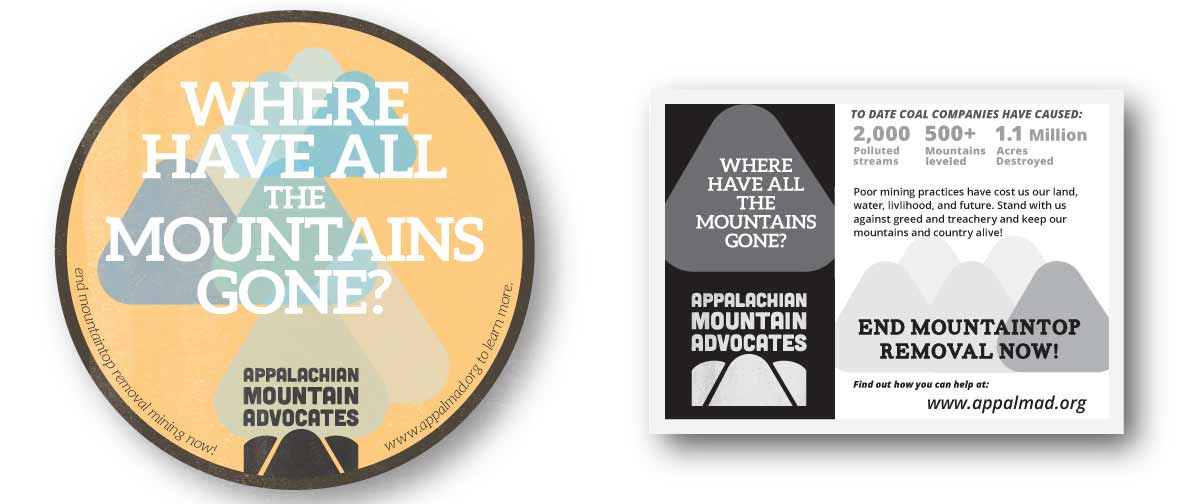 WHERE
HAVE ALL
THE
MOUNTAINS
GONE?
end mountaintop removal mining now!
www.appalmad.org to learn more.
APPALACHIAN
MOUNTAIN
ADVOCATES
WHERE
HAVE ALL
THE
MOUNTAINS
GONE?
APPALACHIAN
MOUNTAIN
ADVOCATES
TO DATE COAL COMPANIES HAVE CAUSED:
2,000 500+ 1.1 Million
Polluted Mountains Acres
streams leveled Destroyed
Poor mining practices have cost us our land,
water, livlihood, and future. Stand with us
against greed and treachery and keep our
mountains and country alive!
END MOUNTAINTOP
REMOVAL NOW!
Find out how you can help at:
www.appalmad.org